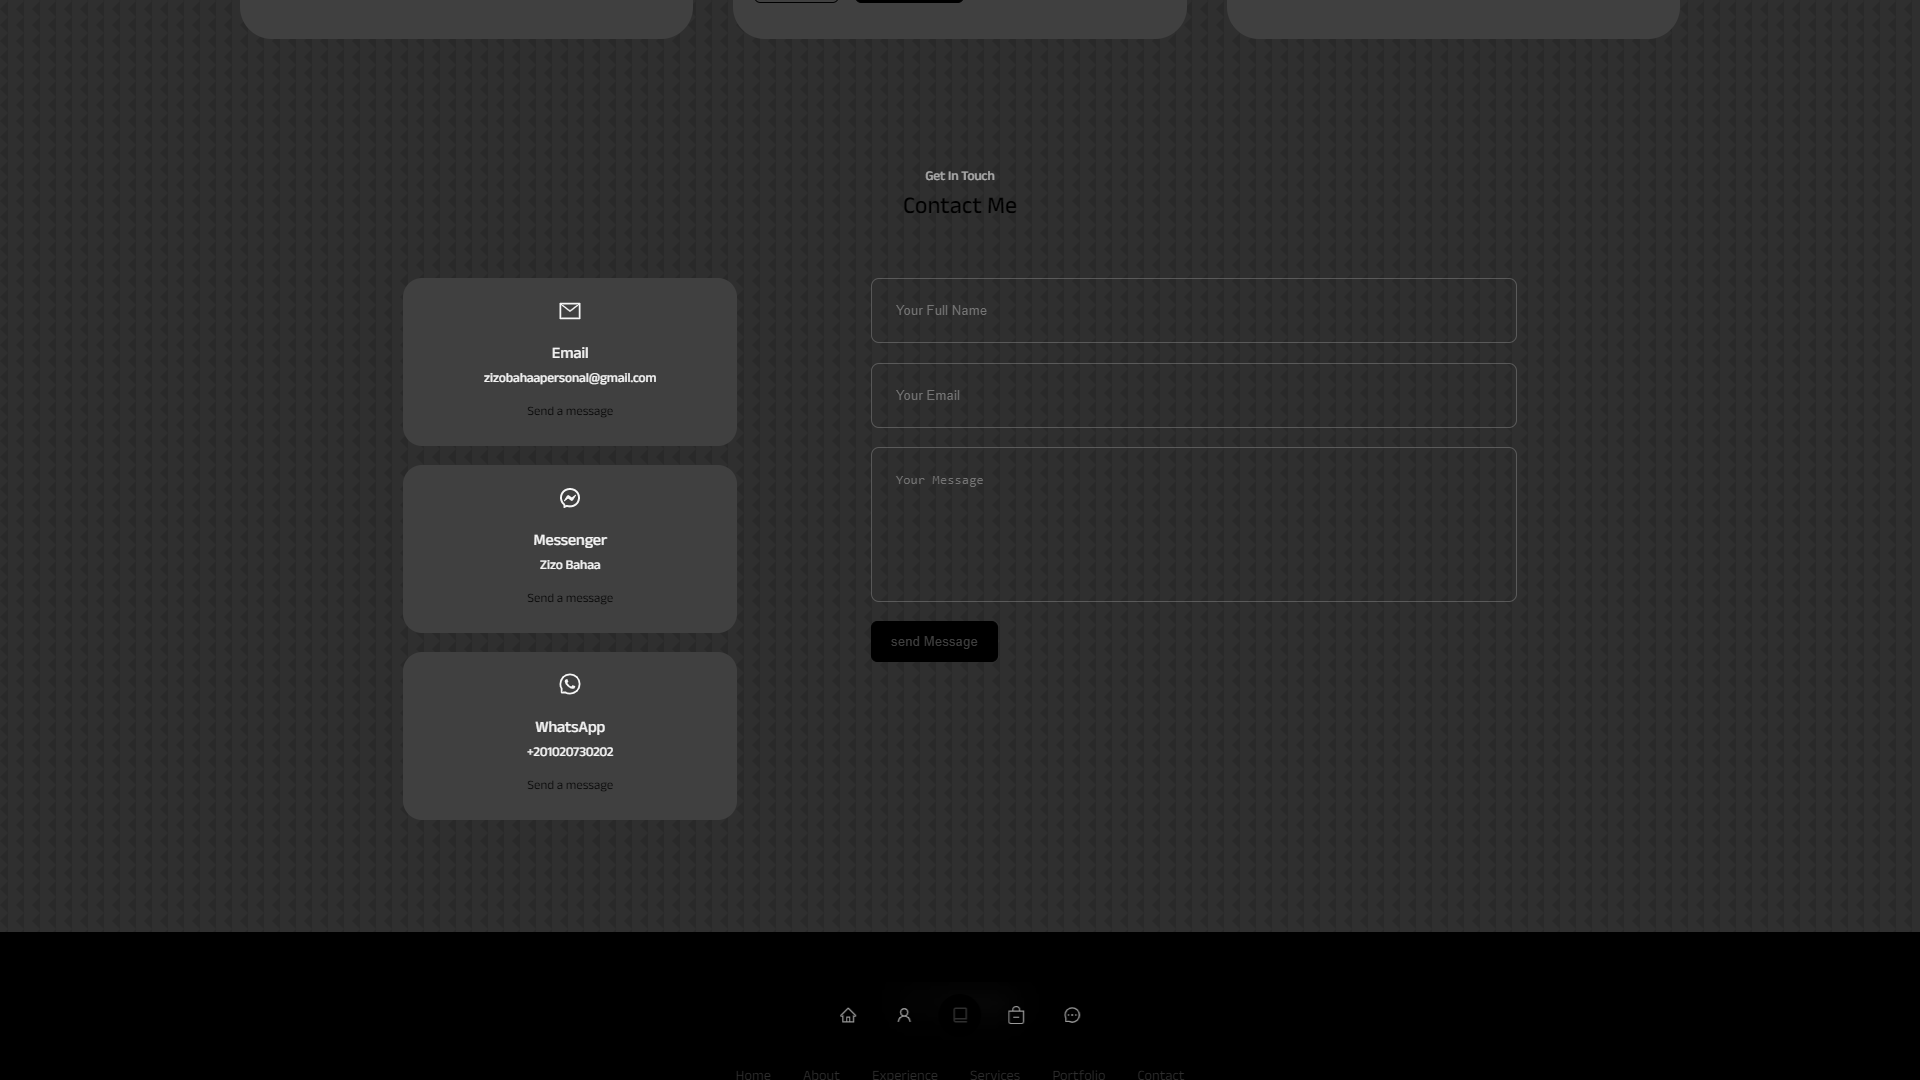 Get In Touch
Contact Me
Email
zizobahaapersonal@gmail.com
Send a message
Messenger
Zizo Bahaa
Send a message
WhatsApp
+201020730202
Send a message
Your Full Name
Your Email
Your Message
send Message
Home About Experience Services Portfolio Contact